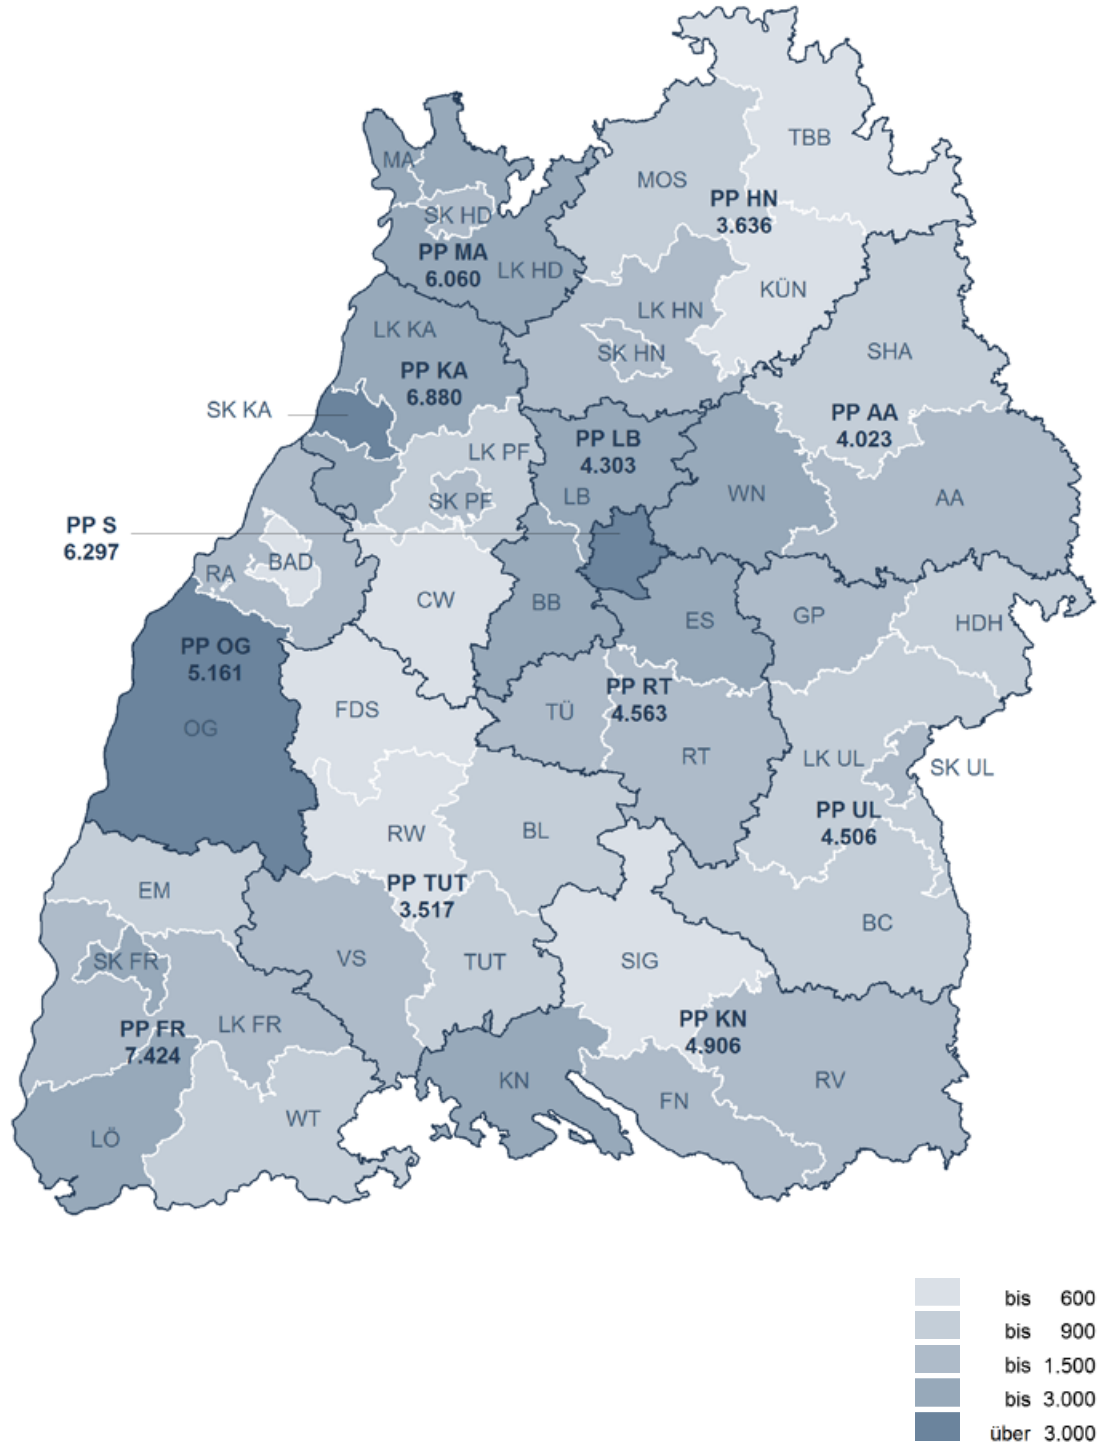 TBB
MOS
PP HN
3.636
MA
SK HD
PP MA
6.060
LK HD
KÜN
LK HN
SK HN
LK KA
PP KA
6.880
SHA
SK KA
PP AA
4.023
PP LB
4.303
LK PF
SK PF
LB
WN
AA
PP S
6.297
BAD
RA
CW
BB
ES
GP
HDH
PP OG
5.161
OG
FDS
TÜ
PP RT
4.563
RT
LK UL
SK UL
PP UL
4.506
RW
BL
PP TUT
3.517
EM
BC
SK FR
VS
TUT
SIG
PP FR
7.424
LK FR
PP KN
4.906
KN
FN
RV
LÖ
WT
bis 600
bis 900
bis 1.500
bis 3.000
über 3.000